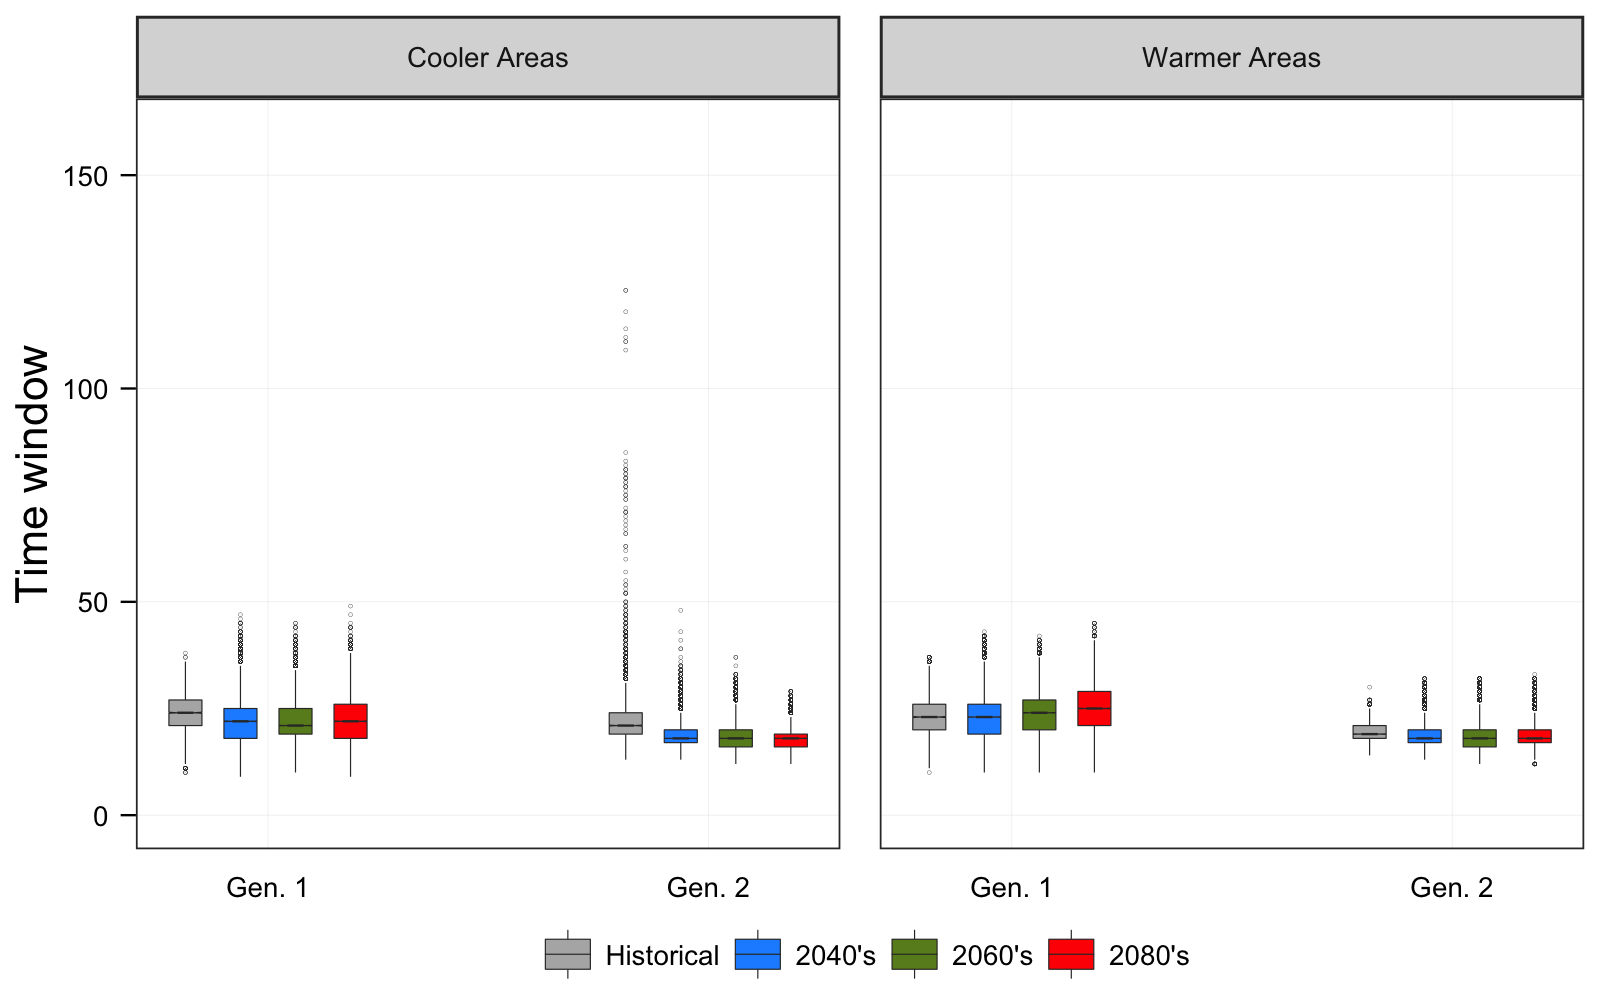 Cooler Areas
Warmer Areas
Time window
150
100
50
0
Gen. 1
Gen. 2
Gen. 1
Gen. 2
Historical 2040's 2060's 2080's